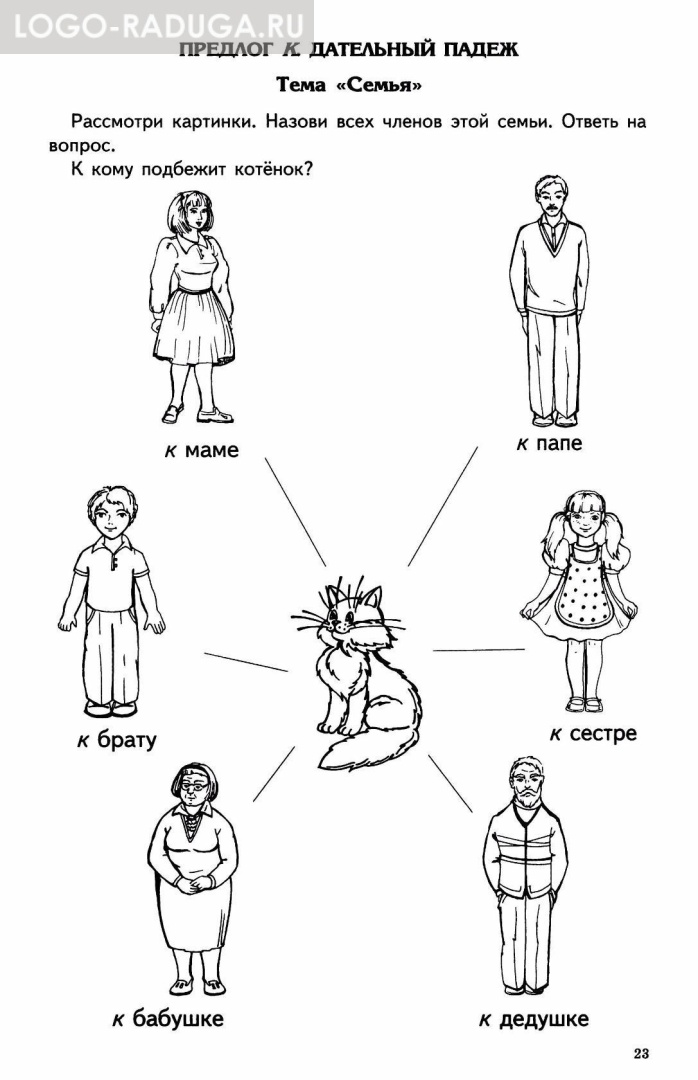 LOGO-RADUGA.RU
ПРЕДЛОГ К. ДАТЕЛЬНЫЙ ПАДЕЖ
Тема «Семья»
Рассмотри картинки. Назови всех членов этой семьи. Ответь на
вопрос.
К кому подбежит котёнок?
к маме
к папе
к брату
к сестре
к бабушке
к дедушке
23